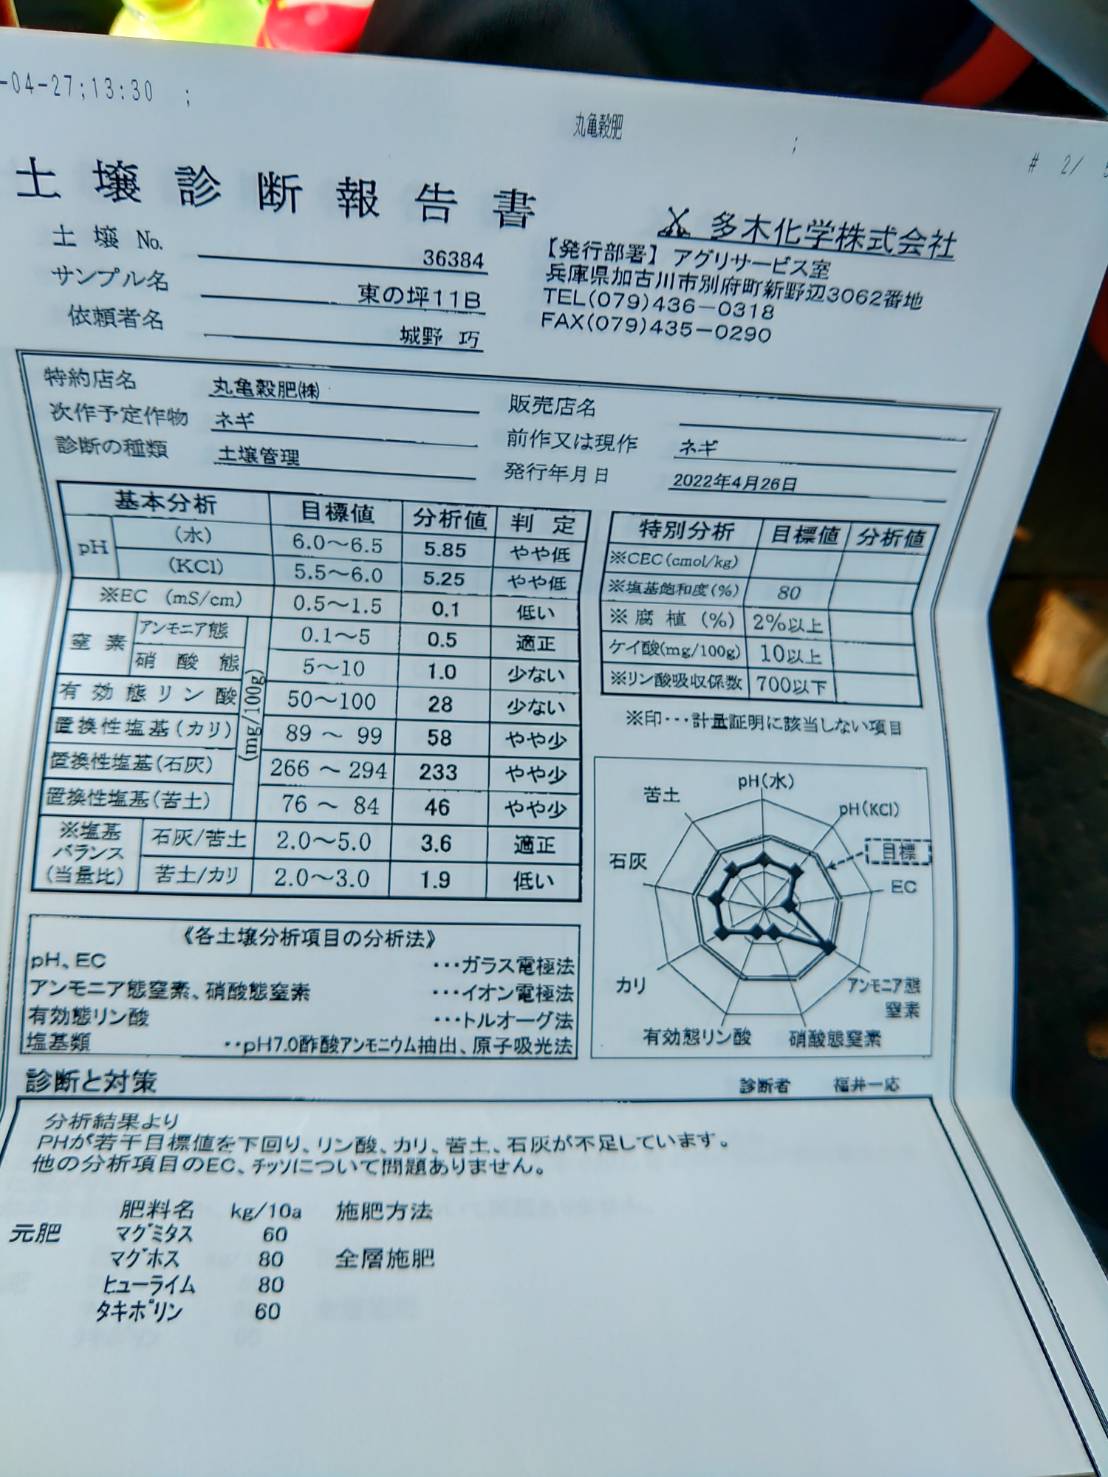 -04-27;13:30 ;
丸亀穀肥
;
# 2/
土壌診断報告書
土壌No. 36384
サンプル名 東の坪11B
依頼者名 城野 巧
多木化学株式会社
【発行部署】アグリサービス室
兵庫県加古川市別府町新野辺3062番地
TEL(079)436-0318
FAX(079)435-0290
特約店名 丸亀穀肥㈱ 販売店名
次作予定作物 ネギ 前作又は現作 ネギ
診断の種類 土壌管理 発行年月日 2022年4月26日
基本分析 目標値 分析値 判定
pH (水) 6.0～6.5 5.85 やや低
(KCl) 5.5～6.0 5.25 やや低
※EC (mS/cm) 0.5～1.5 0.1 低い
窒素 アンモニア態 0.1～5 0.5 適正
硝酸態 5～10 1.0 少ない
有効態リン酸 50～100 28 少ない
置換性塩基(カリ) 89～99 58 やや少
置換性塩基(石灰) 266～294 233 やや少
置換性塩基(苦土) 76～84 46 やや少
(mg/100g)
※塩基バランス(当量比) 石灰/苦土 2.0～5.0 3.6 適正
苦土/カリ 2.0～3.0 1.9 低い
特別分析 目標値 分析値
※CEC(cmol/kg)
※塩基飽和度(%) 80
※腐植(%) 2%以上
ケイ酸(mg/100g) 10以上
※リン酸吸収係数 700以下
※印･･･計量証明に該当しない項目
pH(水)
苦土
pH(KCl)
目標
石灰
EC
カリ
アンモニア態
窒素
有効態リン酸
硝酸態窒素
《各土壌分析項目の分析法》
pH、EC ･･･ガラス電極法
アンモニア態窒素、硝酸態窒素 ･･･イオン電極法
有効態リン酸 ･･･トルオーグ法
塩基類 ･･pH7.0酢酸アンモニウム抽出、原子吸光法
診断と対策 診断者 福井一応
分析結果より
PHが若干目標値を下回り、リン酸、カリ、苦土、石灰が不足しています。
他の分析項目のEC、チッソについて問題ありません。
肥料名 kg/10a 施肥方法
元肥 マグミタス 60
マグホス 80 全層施肥
ヒューライム 80
タキポリン 60